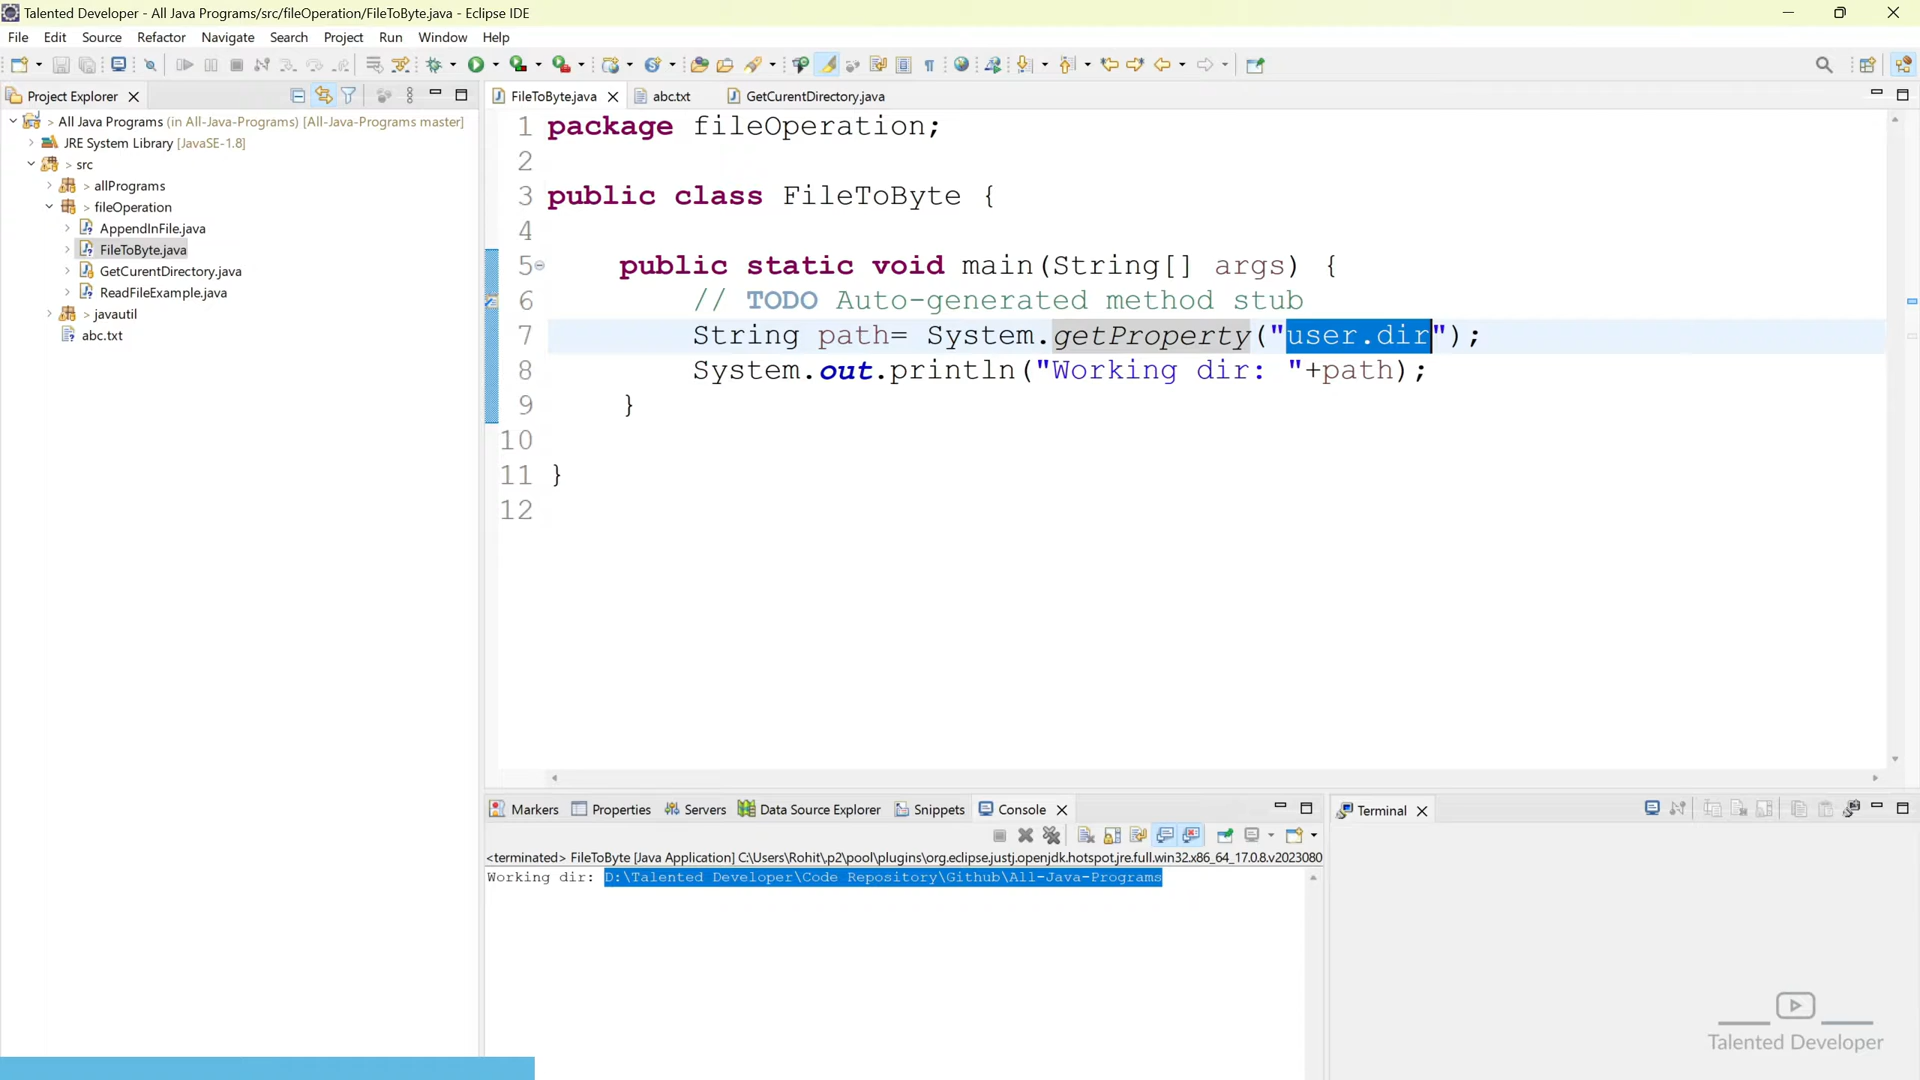 Talented Developer - All Java Programs/src/fileOperation/FileToByte.java - Eclipse IDE
File Edit Source Refactor Navigate Search Project Run Window Help
Project Explorer
All Java Programs (in All-Java-Programs) [All-Java-Programs master]
JRE System Library [JavaSE-1.8]
> src
> allPrograms
> fileOperation
AppendInFile.java
FileToByte.java
GetCurentDirectory.java
ReadFileExample.java
> javautil
abc.txt
FileToByte.java abc.txt GetCurentDirectory.java
1 package fileOperation;
2
3 public class FileToByte {
4
5 public static void main(String[] args) {
6 // TODO Auto-generated method stub
7 String path= System.getProperty("user.dir");
8 System.out.println("Working dir: "+path);
9 }
10
11 }
12
Markers Properties Servers Data Source Explorer Snippets Console
<terminated> FileToByte [Java Application] C:\Users\Rohit\.p2\pool\plugins\org.eclipse.justj.openjdk.hotspot.jre.full.win32.x86_64_17.0.8.v2023080
Working dir: D:\Talented Developer\Code Repository\Github\All-Java-Programs
Terminal
Talented Developer